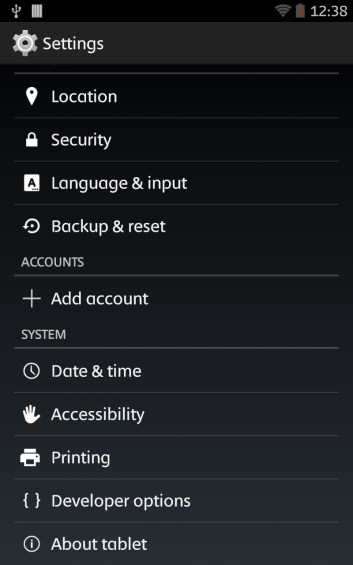 12:38
Settings
Location
Security
Language & input
Backup & reset
ACCOUNTS
Add account
SYSTEM
Date & time
Accessibility
Printing
{ } Developer options
About tablet